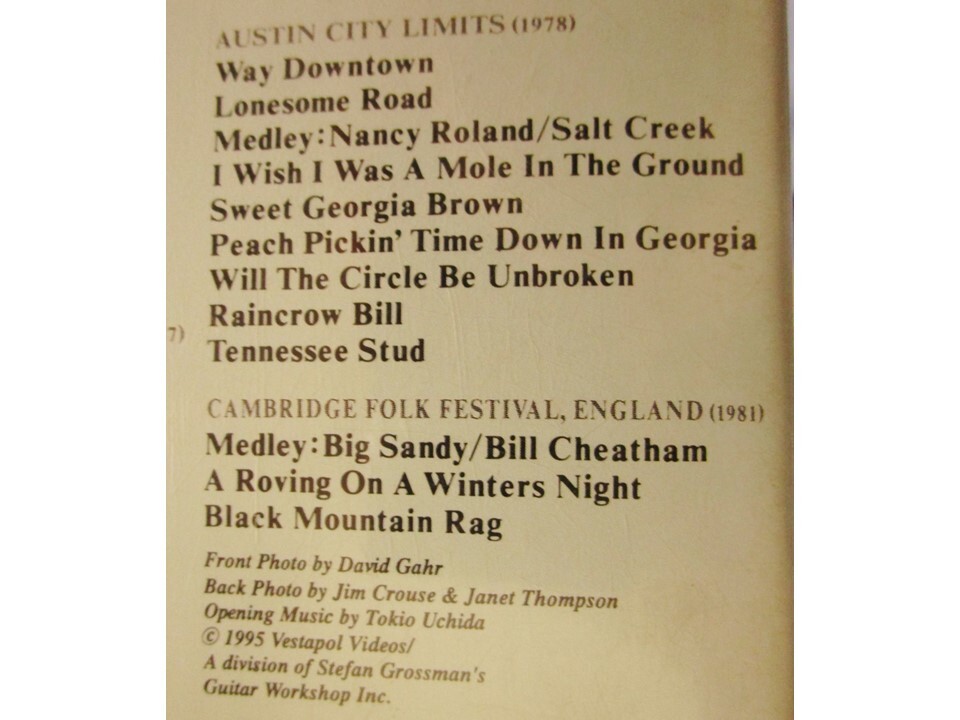 AUSTIN CITY LIMITS (1978)
Way Downtown
Lonesome Road
Medley: Nancy Roland/Salt Creek
I Wish I Was A Mole In The Ground
Sweet Georgia Brown
Peach Pickin' Time Down In Georgia
Will The Circle Be Unbroken
Raincrow Bill
7)
Tennessee Stud
CAMBRIDGE FOLK FESTIVAL, ENGLAND (1981)
Medley: Big Sandy/Bill Cheatham
A Roving On A Winters Night
Black Mountain Rag
Front Photo by David Gahr
Back Photo by Jim Crouse & Janet Thompson
Opening Music by Tokio Uchida
© 1995 Vestapol Videos/
A division of Stefan Grossman's
Guitar Workshop Inc.